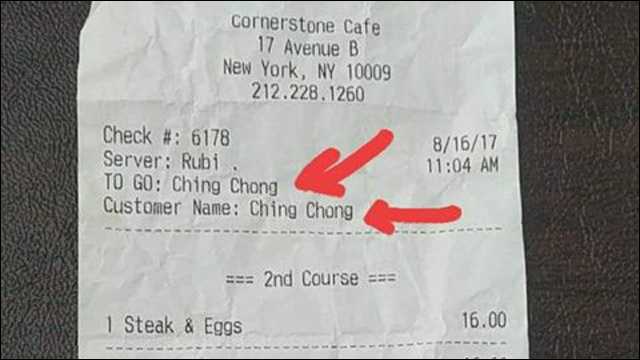 Cornerstone Cafe
17 Avenue B
New York, NY 10009
212.228.1260
Check #: 6178 8/16/17
Server: Rubi . 11:04 AM
TO GO: Ching Chong
Customer Name: Ching Chong
=== 2nd Course ===
1 Steak & Eggs 16.00